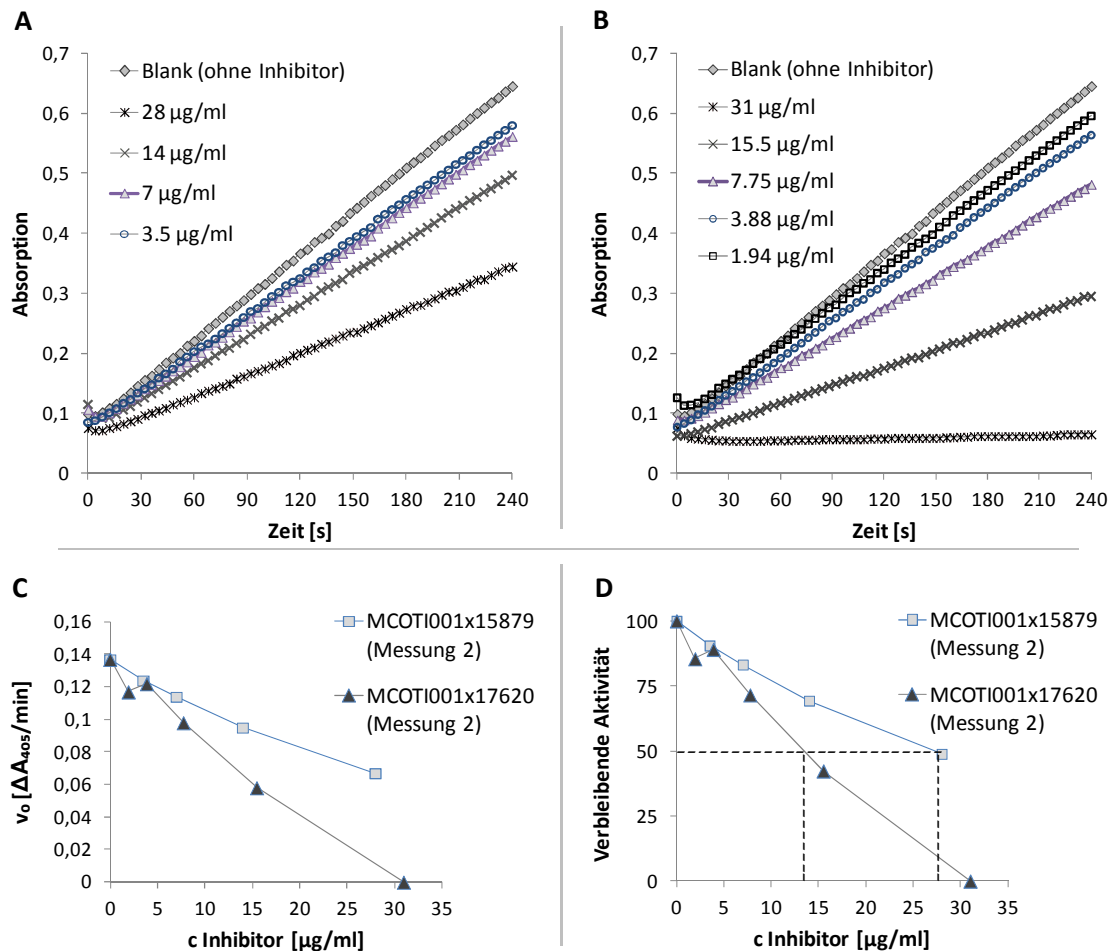 A
Absorption
0,7
0,6
0,5
0,4
0,3
0,2
0,1
0
0 30 60 90 120 150 180 210 240
Zeit [s]
Blank (ohne Inhibitor)
28 µg/ml
14 µg/ml
7 µg/ml
3.5 µg/ml
B
Absorption
0,7
0,6
0,5
0,4
0,3
0,2
0,1
0
0 30 60 90 120 150 180 210 240
Zeit [s]
Blank (ohne Inhibitor)
31 µg/ml
15.5 µg/ml
7.75 µg/ml
3.88 µg/ml
1.94 µg/ml
C
v₀ [ΔA₄₀₅/min]
0,16
0,14
0,12
0,1
0,08
0,06
0,04
0,02
0
0 5 10 15 20 25 30 35
c Inhibitor [µg/ml]
MCOTI001x15879
(Messung 2)
MCOTI001x17620
(Messung 2)
D
Verbleibende Aktivität
100
75
50
25
0
0 5 10 15 20 25 30 35
c Inhibitor [µg/ml]
MCOTI001x15879
(Messung 2)
MCOTI001x17620
(Messung 2)